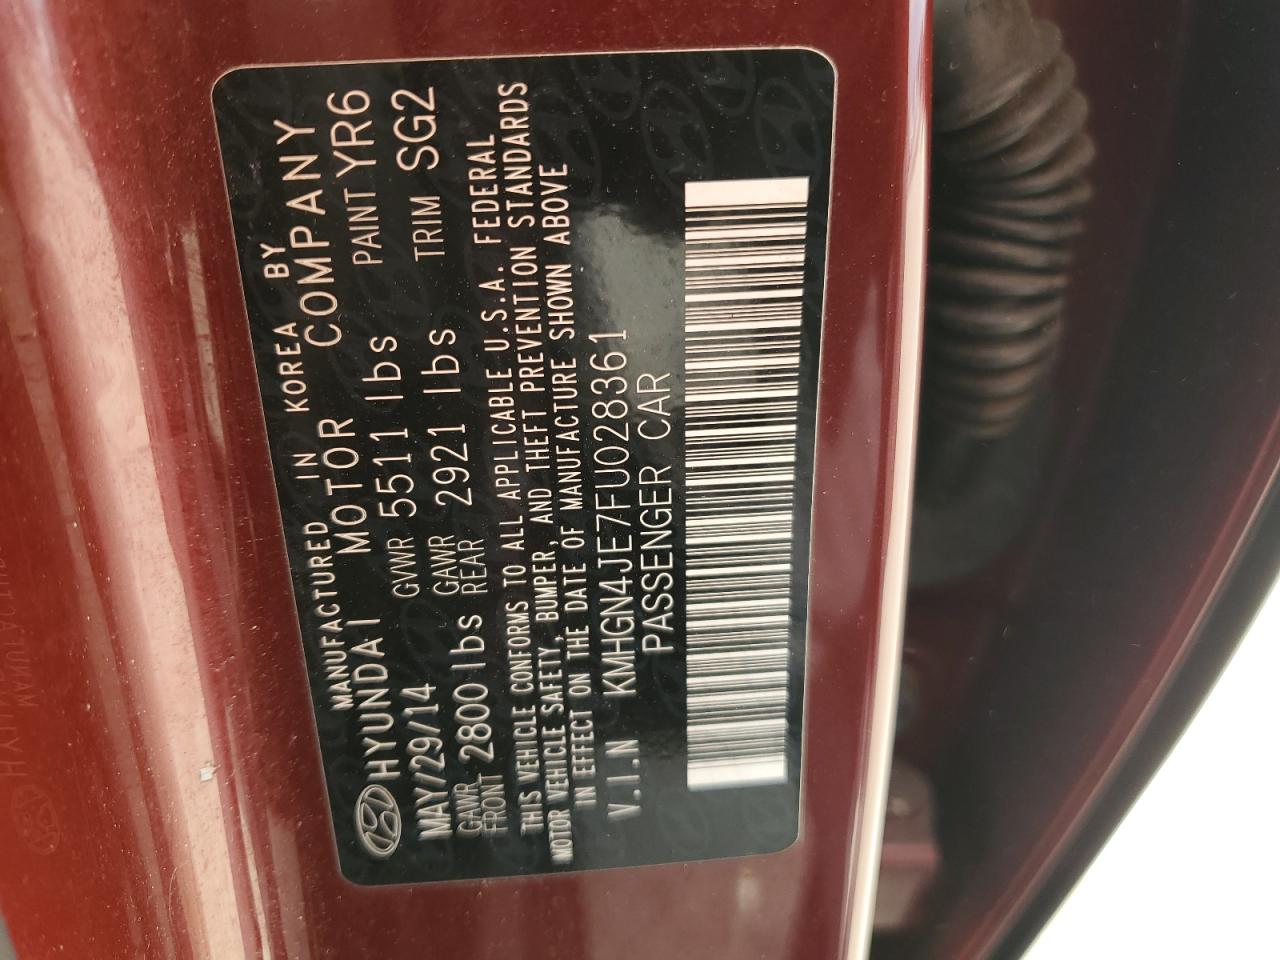 MANUFACTURED IN KOREA BY
HYUNDAI MOTOR COMPANY
MAY/29/14 GVWR 5511 lbs PAINT YR6
GAWR FRONT 2800 lbs GAWR REAR 2921 lbs TRIM SG2
THIS VEHICLE CONFORMS TO ALL APPLICABLE U.S.A. FEDERAL
MOTOR VEHICLE SAFETY, BUMPER, AND THEFT PREVENTION STANDARDS
IN EFFECT ON THE DATE OF MANUFACTURE SHOWN ABOVE
V.I.N KMHGN4JE7FU028361
PASSENGER CAR